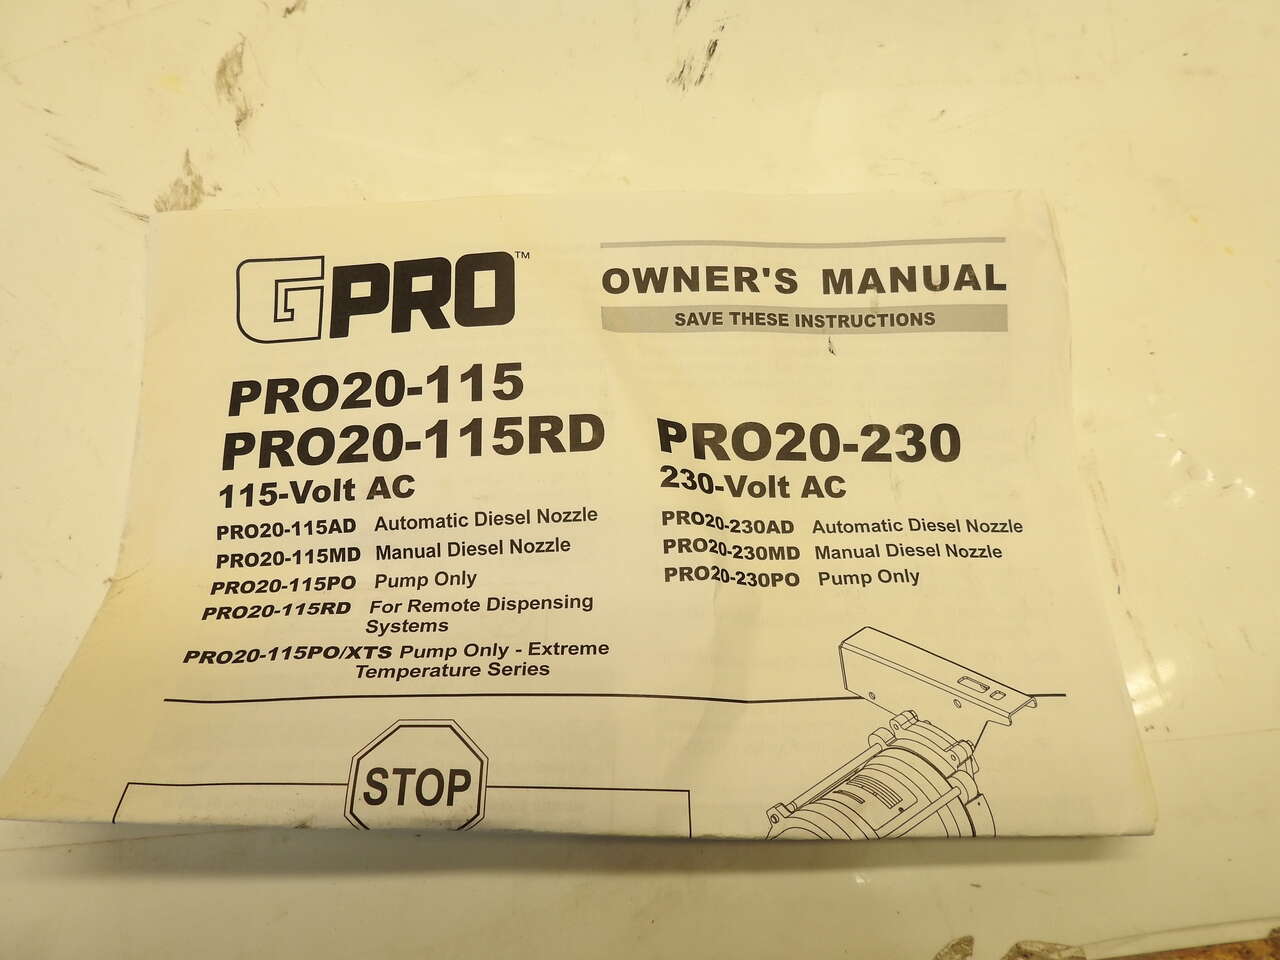 GPRO™
OWNER'S MANUAL
SAVE THESE INSTRUCTIONS
PRO20-115
PRO20-115RD
115-Volt AC
PRO20-115AD Automatic Diesel Nozzle
PRO20-115MD Manual Diesel Nozzle
PRO20-115PO Pump Only
PRO20-115RD For Remote Dispensing
Systems
PRO20-115PO/XTS Pump Only - Extreme
Temperature Series
PRO20-230
230-Volt AC
PRO20-230AD Automatic Diesel Nozzle
PRO20-230MD Manual Diesel Nozzle
PRO20-230PO Pump Only
STOP